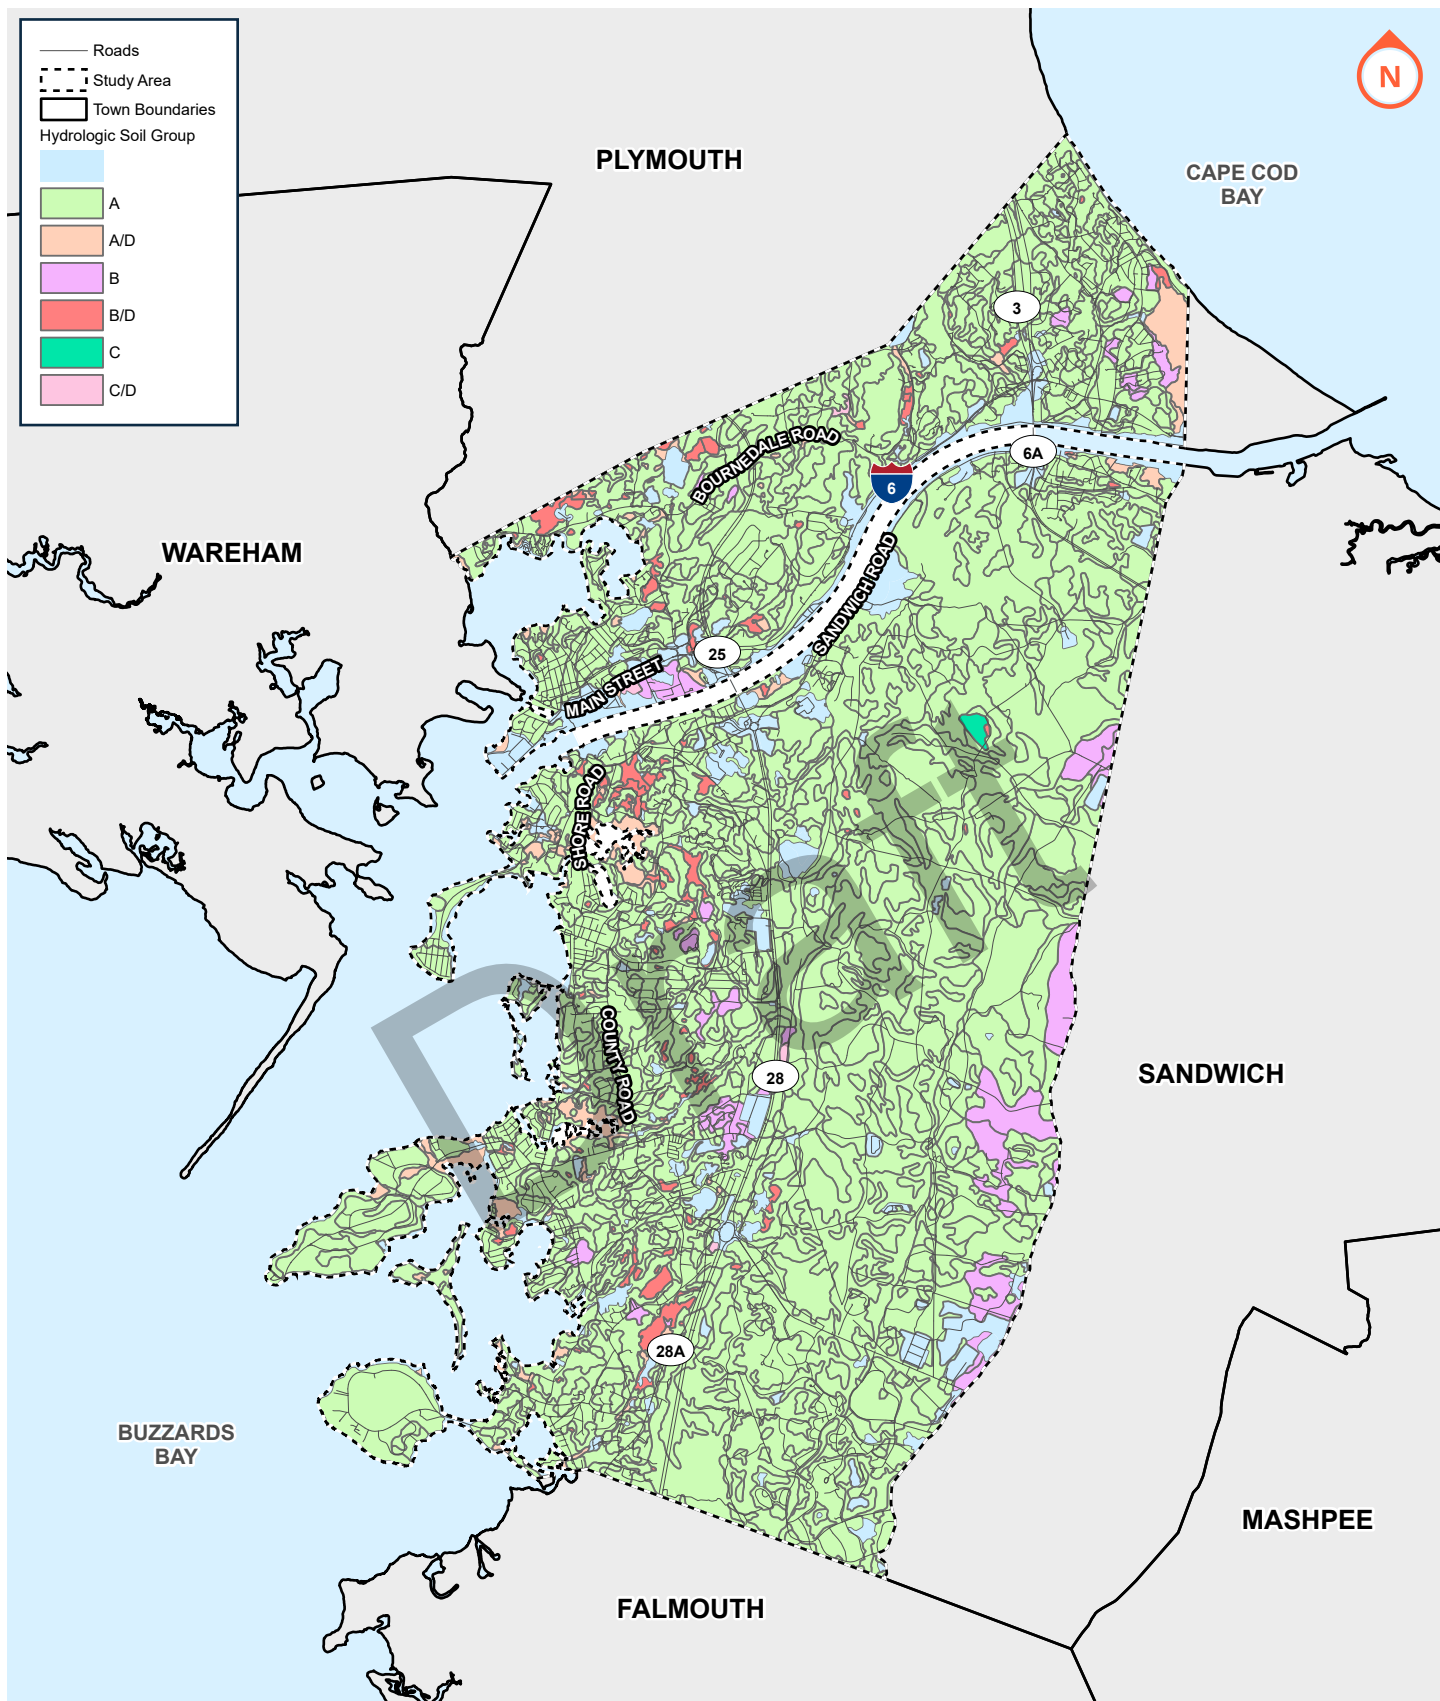 Roads
Study Area
Town Boundaries
Hydrologic Soil Group
A
A/D
B
B/D
C
C/D
N
PLYMOUTH
CAPE COD
BAY
3
BOURNEDALE ROAD
6A
6
WAREHAM
SANDWICH ROAD
25
MAIN STREET
SHORE ROAD
Draft
COUNTY ROAD
28
SANDWICH
28A
BUZZARDS
BAY
MASHPEE
FALMOUTH